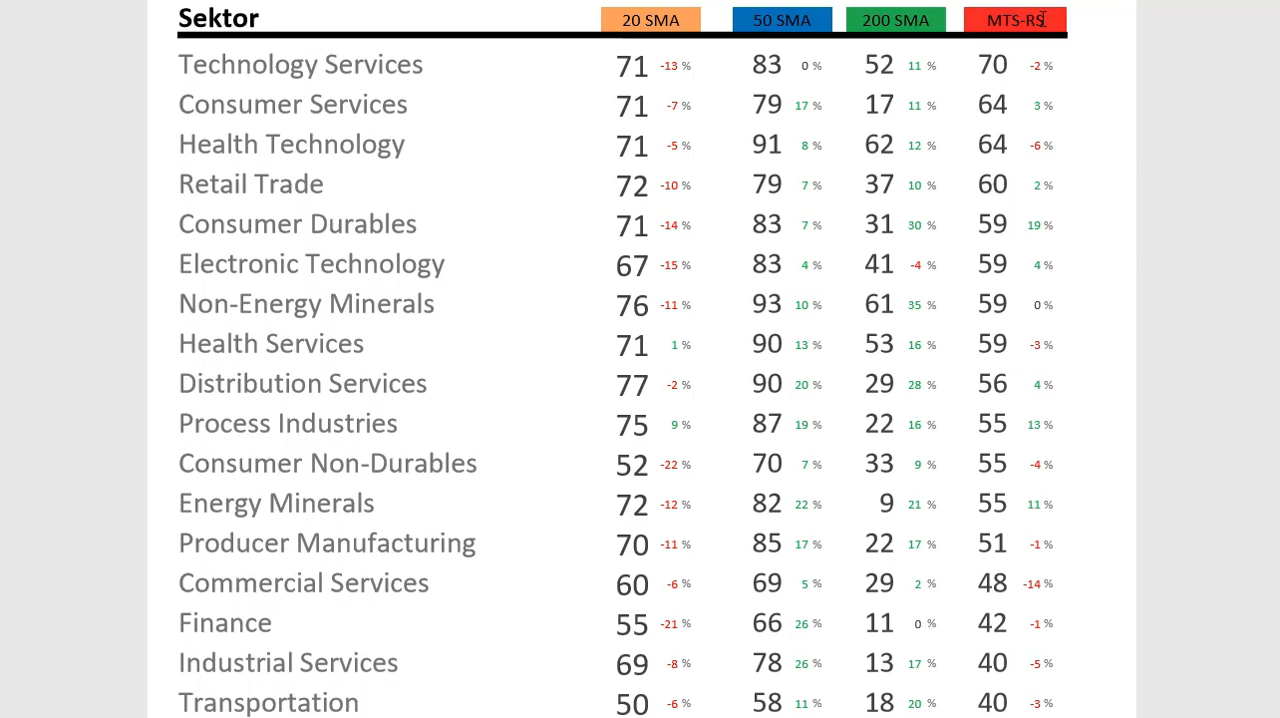 Sektor 20 SMA 50 SMA 200 SMA MTS-RS
Technology Services 71 -13 % 83 0 % 52 11 % 70 -2 %
Consumer Services 71 -7 % 79 17 % 17 11 % 64 3 %
Health Technology 71 -5 % 91 8 % 62 12 % 64 -6 %
Retail Trade 72 -10 % 79 7 % 37 10 % 60 2 %
Consumer Durables 71 -14 % 83 7 % 31 30 % 59 19 %
Electronic Technology 67 -15 % 83 4 % 41 -4 % 59 4 %
Non-Energy Minerals 76 -11 % 93 10 % 61 35 % 59 0 %
Health Services 71 1 % 90 13 % 53 16 % 59 -3 %
Distribution Services 77 -2 % 90 20 % 29 28 % 56 4 %
Process Industries 75 9 % 87 19 % 22 16 % 55 13 %
Consumer Non-Durables 52 -22 % 70 7 % 33 9 % 55 -4 %
Energy Minerals 72 -12 % 82 22 % 9 21 % 55 11 %
Producer Manufacturing 70 -11 % 85 17 % 22 17 % 51 -1 %
Commercial Services 60 -6 % 69 5 % 29 2 % 48 -14 %
Finance 55 -21 % 66 26 % 11 0 % 42 -1 %
Industrial Services 69 -8 % 78 26 % 13 17 % 40 -5 %
Transportation 50 -6 % 58 11 % 18 20 % 40 -3 %